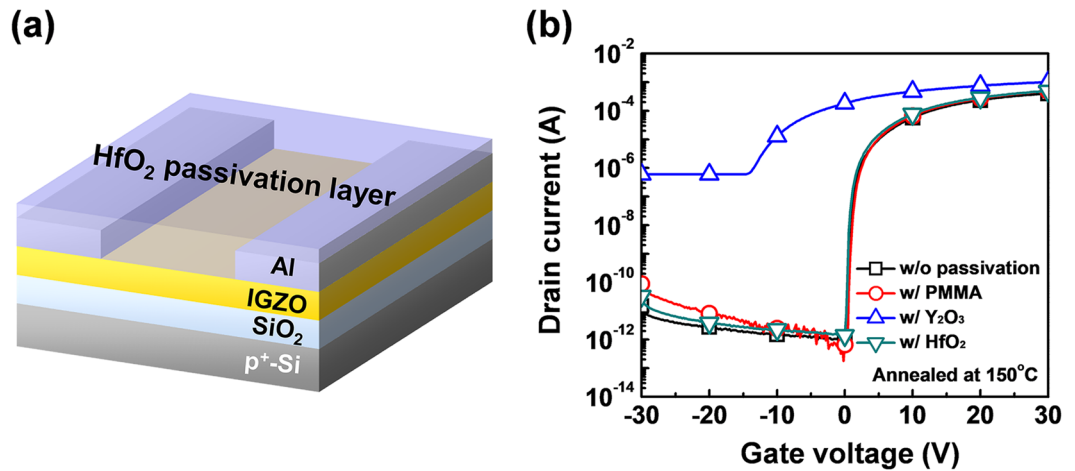 (a)
HfO₂ passivation layer
Al
IGZO
SiO₂
p⁺-Si
(b)
Drain current (A)
10⁻²
10⁻⁴
10⁻⁶
10⁻⁸
10⁻¹⁰
10⁻¹²
10⁻¹⁴
w/o passivation
w/ PMMA
w/ Y₂O₃
w/ HfO₂
Annealed at 150°C
-30 -20 -10 0 10 20 30
Gate voltage (V)